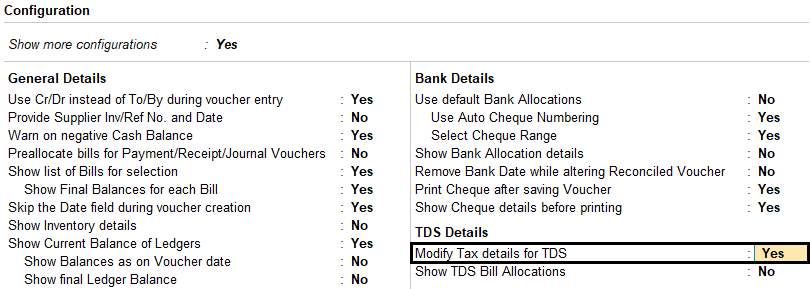 Configuration
Show more configurations : Yes
General Details
Use Cr/Dr instead of To/By during voucher entry : Yes
Provide Supplier Inv/Ref No. and Date : No
Warn on negative Cash Balance : Yes
Preallocate bills for Payment/Receipt/Journal Vouchers : No
Show list of Bills for selection : Yes
Show Final Balances for each Bill : Yes
Skip the Date field during voucher creation : Yes
Show Inventory details : No
Show Current Balance of Ledgers : Yes
Show Balances as on Voucher date : No
Show final Ledger Balance : No
Bank Details
Use default Bank Allocations : No
Use Auto Cheque Numbering : Yes
Select Cheque Range : Yes
Show Bank Allocation details : No
Remove Bank Date while altering Reconciled Voucher : No
Print Cheque after saving Voucher : Yes
Show Cheque details before printing : Yes
TDS Details
Modify Tax details for TDS : Yes
Show TDS Bill Allocations : No